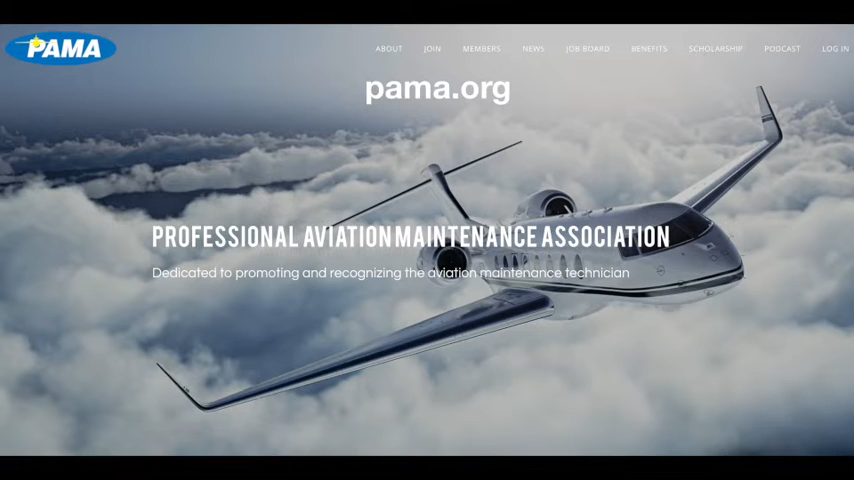 PAMA
ABOUT JOIN MEMBERS NEWS JOB BOARD BENEFITS SCHOLARSHIP PODCAST LOG IN
pama.org
PROFESSIONAL AVIATION MAINTENANCE ASSOCIATION
Dedicated to promoting and recognizing the aviation maintenance technician